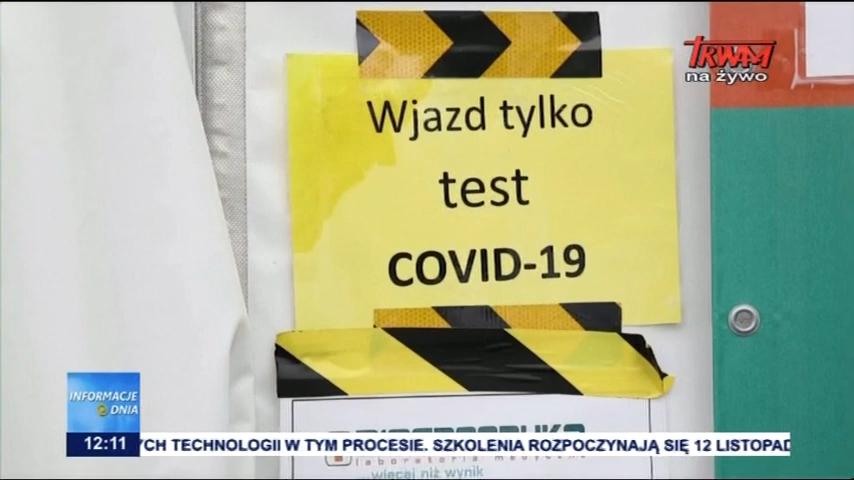 TRWAM
na żywo
Wjazd tylko
test
COVID-19
laboratoria medyczne
...więcej niż wynik
INFORMACJE
DNIA
12:11
YCH TECHNOLOGII W TYM PROCESIE. SZKOLENIA ROZPOCZYNAJĄ SIĘ 12 LISTOPAD